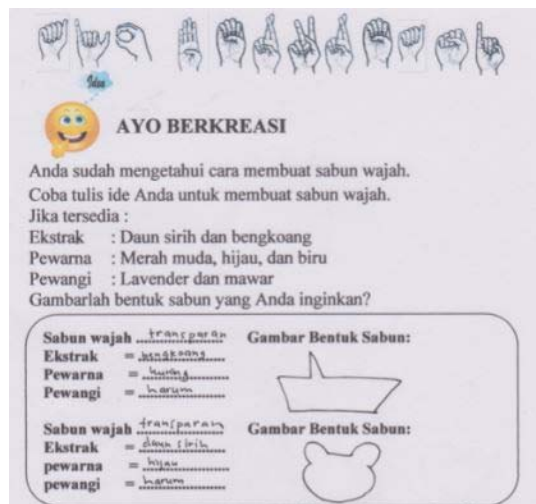 Idea
AYO BERKREASI
Anda sudah mengetahui cara membuat sabun wajah.
Coba tulis ide Anda untuk membuat sabun wajah.
Jika tersedia :
Ekstrak : Daun sirih dan bengkoang
Pewarna : Merah muda, hijau, dan biru
Pewangi : Lavender dan mawar
Gambarlah bentuk sabun yang Anda inginkan?
Sabun wajah transparan Gambar Bentuk Sabun:
Ekstrak = bengkoang
Pewarna = kuning
Pewangi = harum
Sabun wajah transparan Gambar Bentuk Sabun:
Ekstrak = daun sirih
pewarna = hijau
pewangi = harum